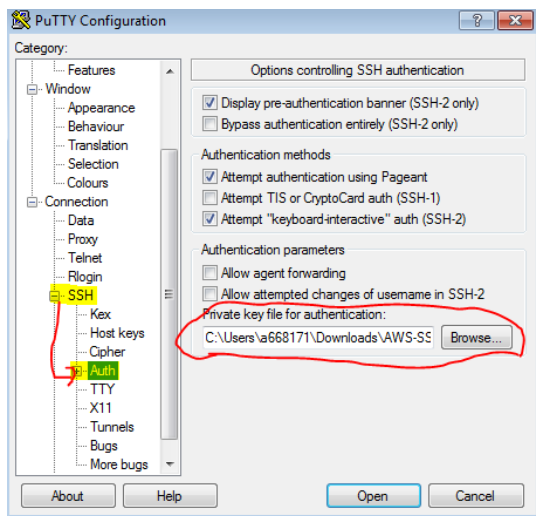 PuTTY Configuration
Category:
Features
Window
Appearance
Behaviour
Translation
Selection
Colours
Connection
Data
Proxy
Telnet
Rlogin
SSH
Kex
Host keys
Cipher
Auth
TTY
X11
Tunnels
Bugs
More bugs
Options controlling SSH authentication
Display pre-authentication banner (SSH-2 only)
Bypass authentication entirely (SSH-2 only)
Authentication methods
Attempt authentication using Pageant
Attempt TIS or CryptoCard auth (SSH-1)
Attempt "keyboard-interactive" auth (SSH-2)
Authentication parameters
Allow agent forwarding
Allow attempted changes of username in SSH-2
Private key file for authentication:
C:\Users\a668171\Downloads\AWS-SS Browse...
About Help Open Cancel